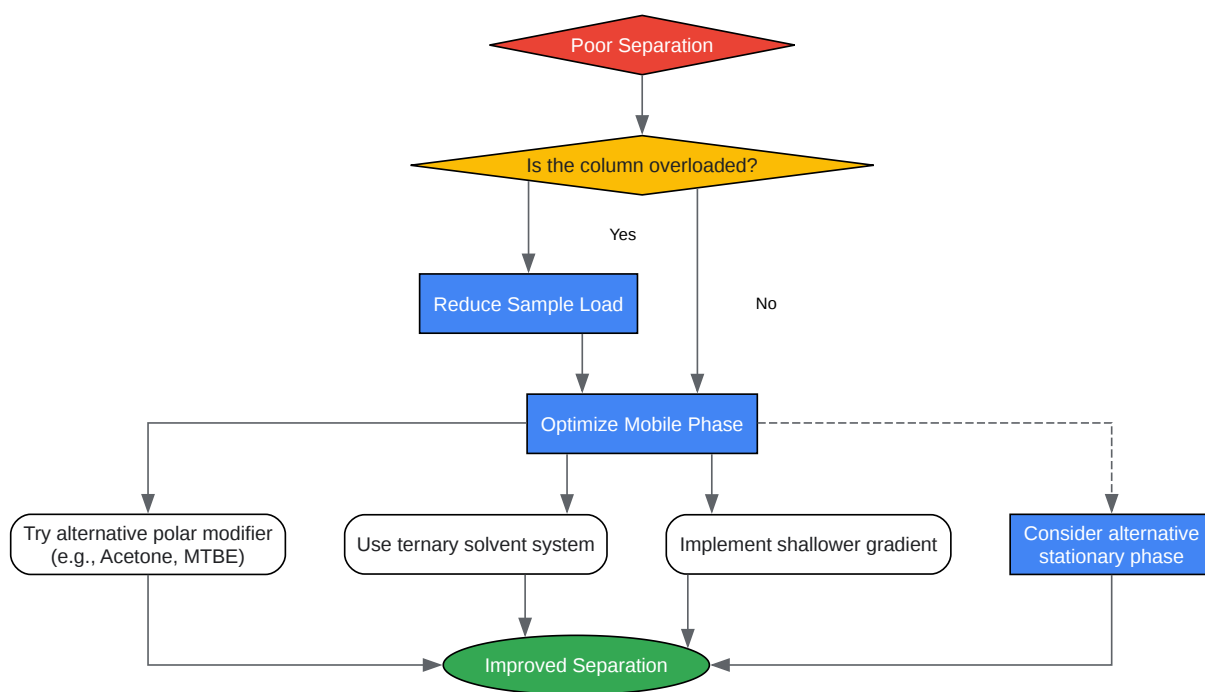 Poor Separation
Is the column overloaded?
Yes
Reduce Sample Load
No
Optimize Mobile Phase
Try alternative polar modifier
(e.g., Acetone, MTBE)
Use ternary solvent system
Implement shallower gradient
Consider alternative
stationary phase
Improved Separation